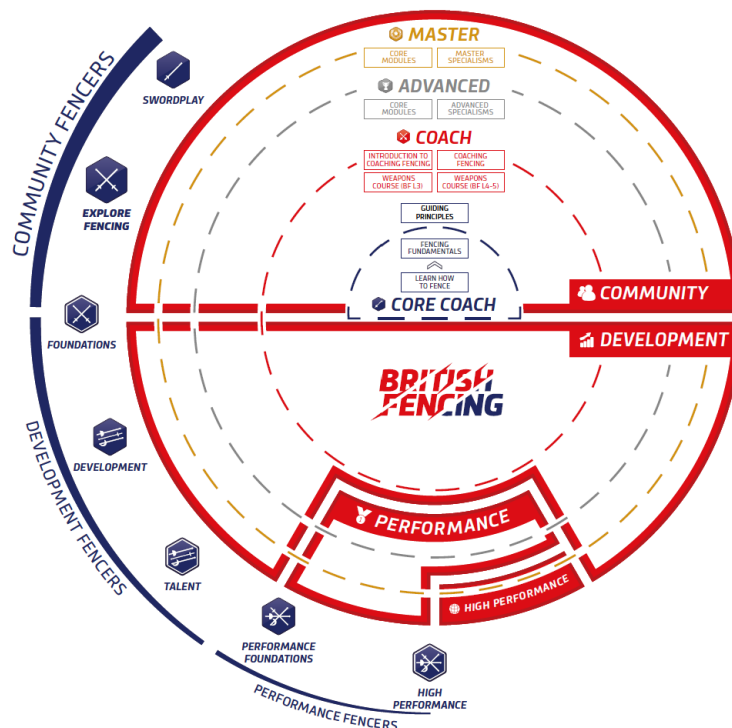 MASTER
CORE
MODULES
MASTER
SPECIALISMS
ADVANCED
CORE
MODULES
ADVANCED
SPECIALISMS
COACH
INTRODUCTION TO
COACHING FENCING
COACHING
FENCING
WEAPONS
COURSE (BF L3)
WEAPONS
COURSE (BF L4-5)
GUIDING
PRINCIPLES
FENCING
FUNDAMENTALS
LEARN HOW
TO FENCE
CORE COACH
COMMUNITY
DEVELOPMENT
BRITISH
FENCING
PERFORMANCE
HIGH PERFORMANCE
COMMUNITY FENCERS
SWORDPLAY
EXPLORE
FENCING
DEVELOPMENT FENCERS
FOUNDATIONS
DEVELOPMENT
TALENT
PERFORMANCE FENCERS
PERFORMANCE
FOUNDATIONS
HIGH
PERFORMANCE